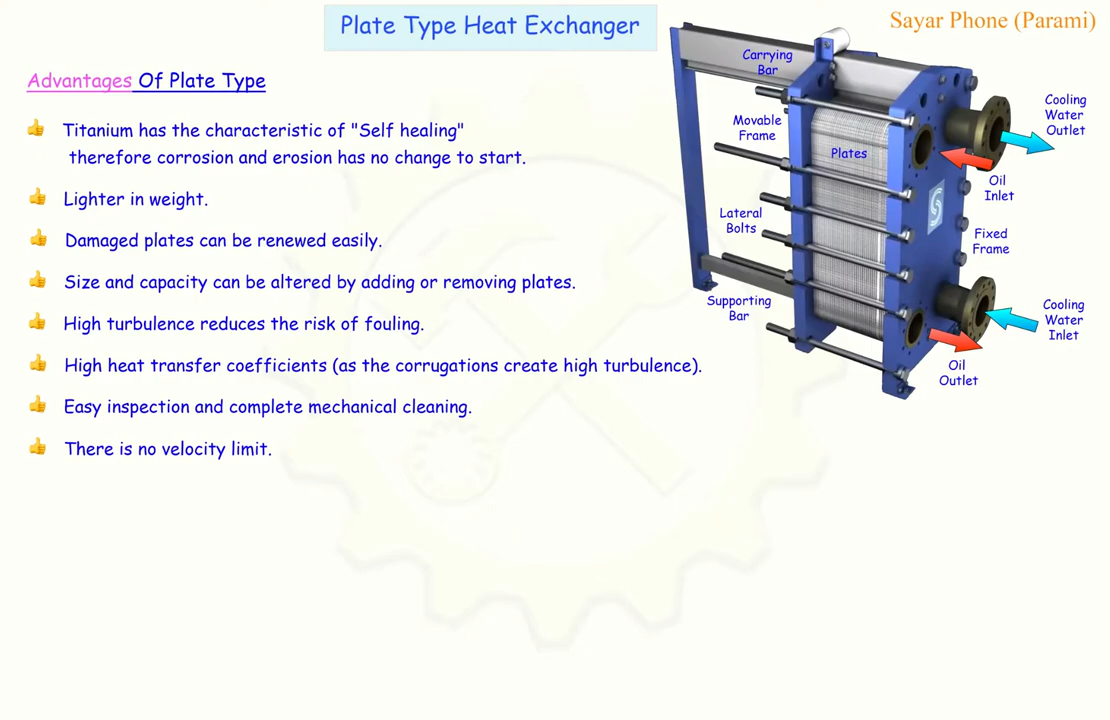 Plate Type Heat Exchanger
Sayar Phone (Parami)
Advantages Of Plate Type
Titanium has the characteristic of "Self healing"
therefore corrosion and erosion has no change to start.
Lighter in weight.
Damaged plates can be renewed easily.
Size and capacity can be altered by adding or removing plates.
High turbulence reduces the risk of fouling.
High heat transfer coefficients (as the corrugations create high turbulence).
Easy inspection and complete mechanical cleaning.
There is no velocity limit.
Carrying
Bar
Movable
Frame
Plates
Lateral
Bolts
Supporting
Bar
Cooling
Water
Outlet
Oil
Inlet
Fixed
Frame
Cooling
Water
Inlet
Oil
Outlet